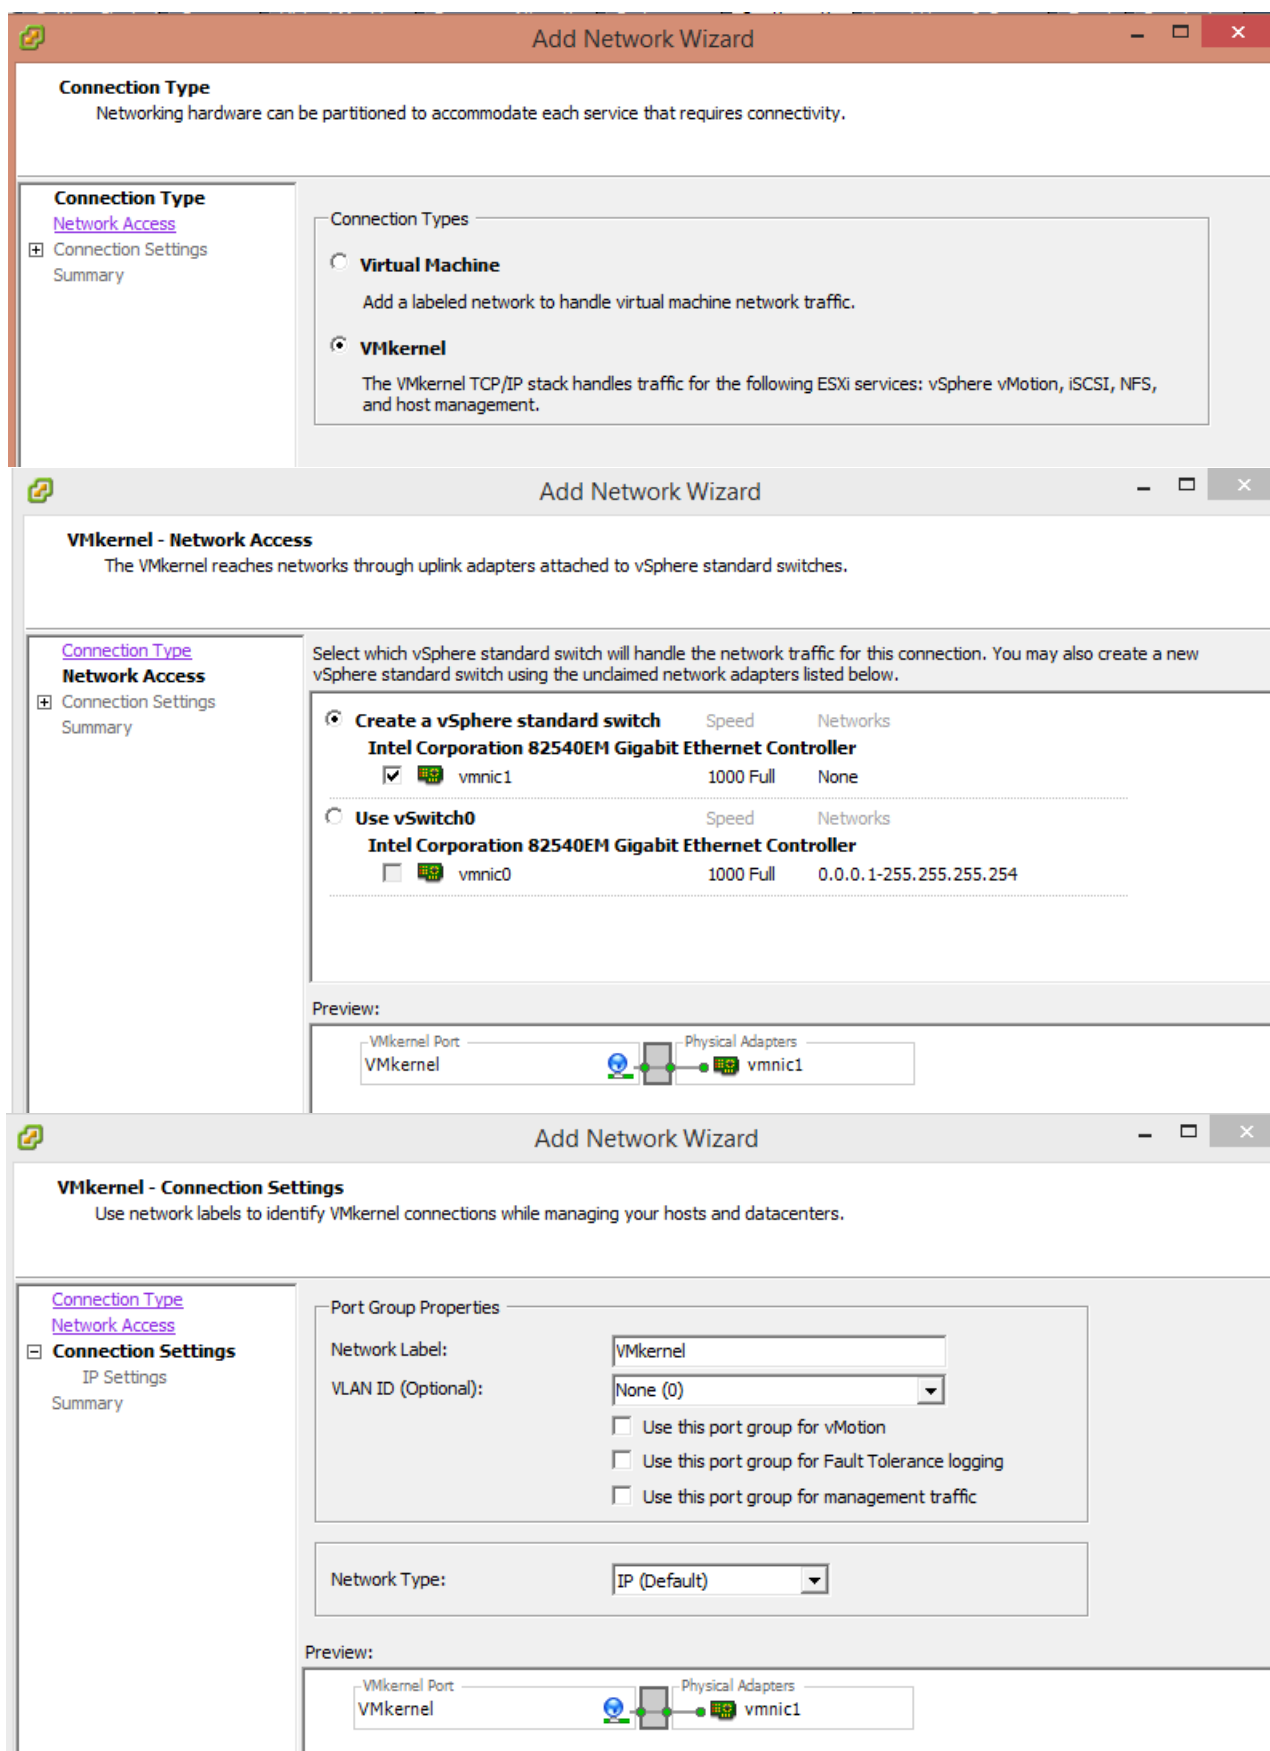 Add Network Wizard
Connection Type
Networking hardware can be partitioned to accommodate each service that requires connectivity.
Connection Type
Network Access
Connection Settings
Summary
Connection Types
Virtual Machine
Add a labeled network to handle virtual machine network traffic.
VMkernel
The VMkernel TCP/IP stack handles traffic for the following ESXi services: vSphere vMotion, iSCSI, NFS,
and host management.
Add Network Wizard
VMkernel - Network Access
The VMkernel reaches networks through uplink adapters attached to vSphere standard switches.
Connection Type
Network Access
Connection Settings
Summary
Select which vSphere standard switch will handle the network traffic for this connection. You may also create a new
vSphere standard switch using the unclaimed network adapters listed below.
Create a vSphere standard switch Speed Networks
Intel Corporation 82540EM Gigabit Ethernet Controller
vmnic1 1000 Full None
Use vSwitch0 Speed Networks
Intel Corporation 82540EM Gigabit Ethernet Controller
vmnic0 1000 Full 0.0.0.1-255.255.255.254
Preview:
VMkernel Port Physical Adapters
VMkernel vmnic1
Add Network Wizard
VMkernel - Connection Settings
Use network labels to identify VMkernel connections while managing your hosts and datacenters.
Connection Type
Network Access
Connection Settings
IP Settings
Summary
Port Group Properties
Network Label: VMkernel
VLAN ID (Optional): None (0)
Use this port group for vMotion
Use this port group for Fault Tolerance logging
Use this port group for management traffic
Network Type: IP (Default)
Preview:
VMkernel Port Physical Adapters
VMkernel vmnic1